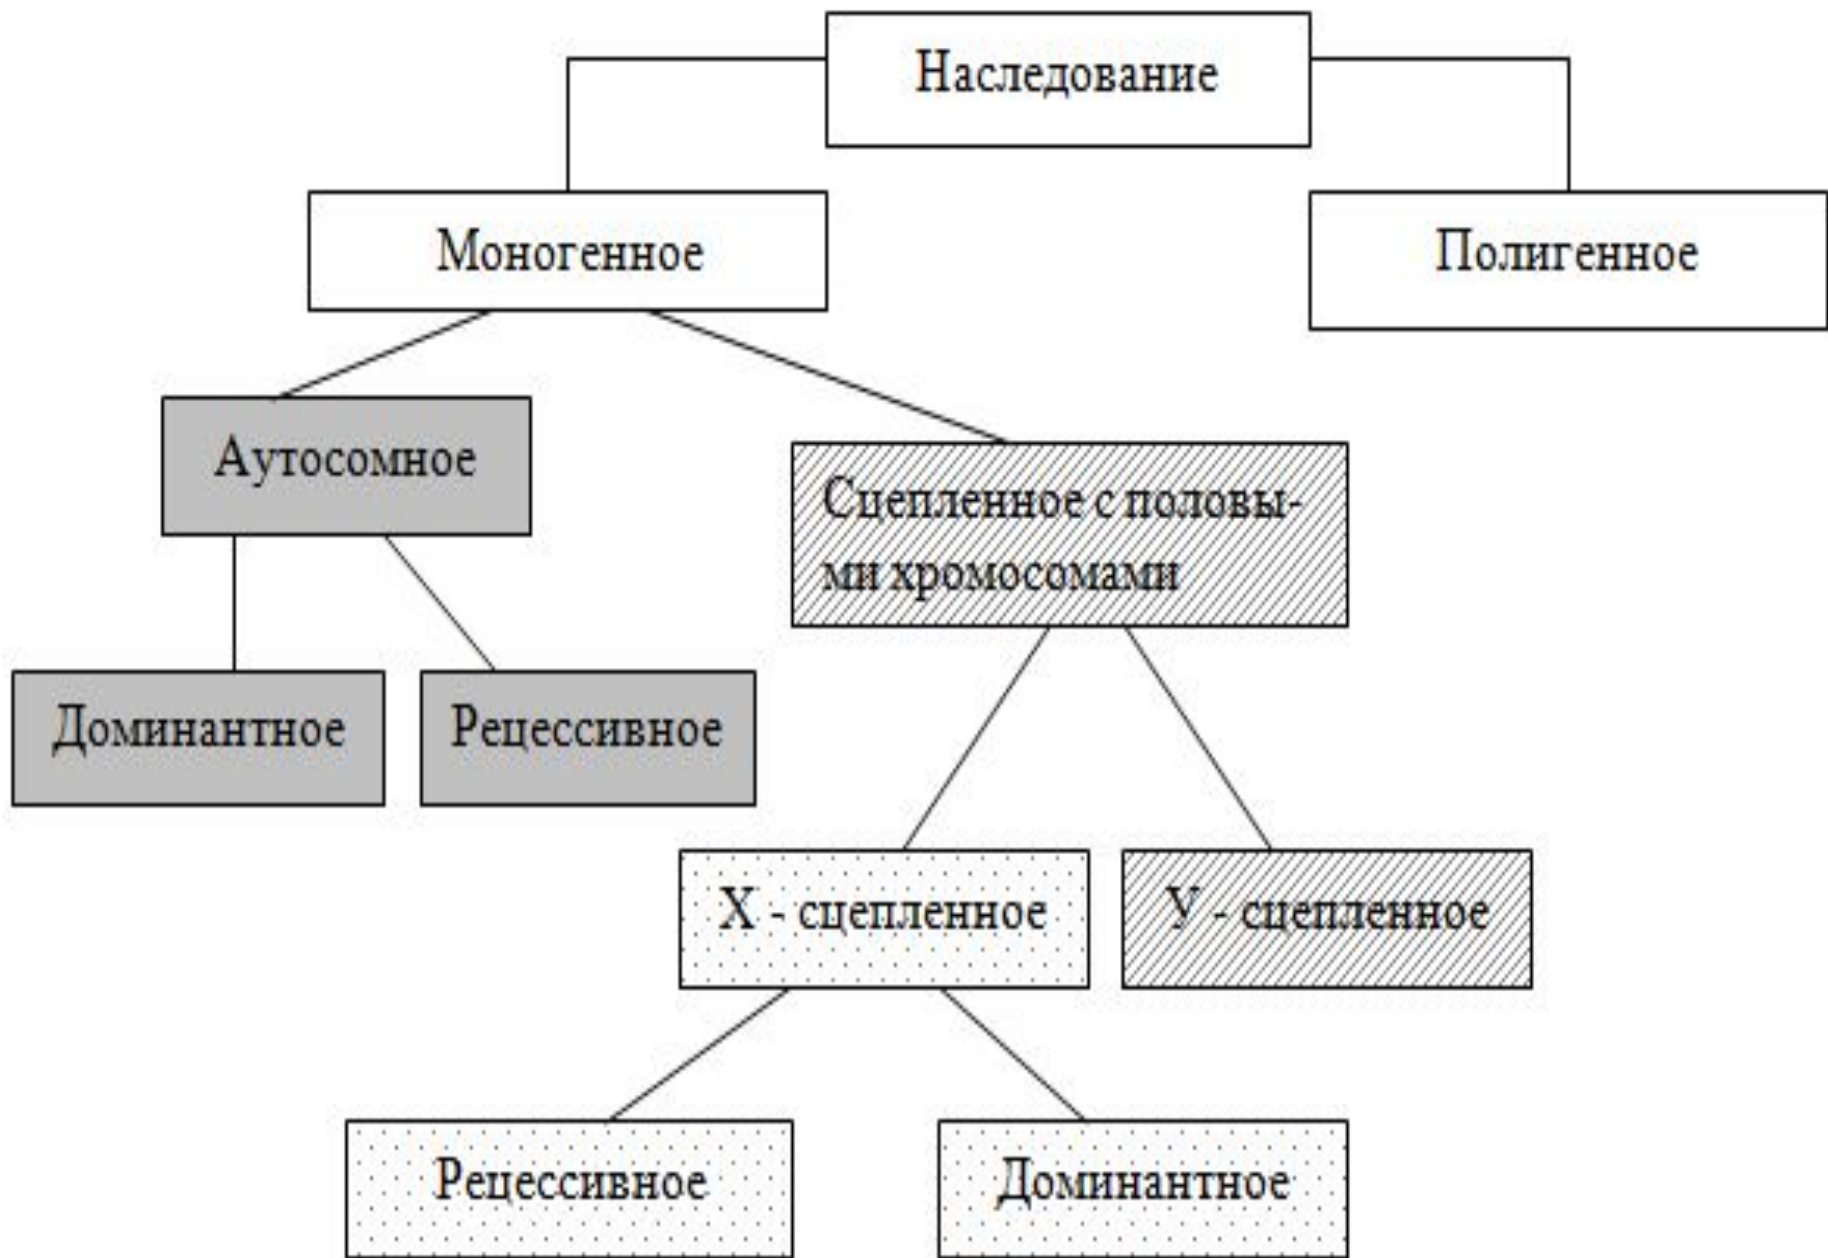 Наследование
Моногенное
Полигенное
Аутосомное
Сцепленное с половы-
ми хромосомами
Доминантное
Рецессивное
Х - сцепленное
У - сцепленное
Рецессивное
Доминантное